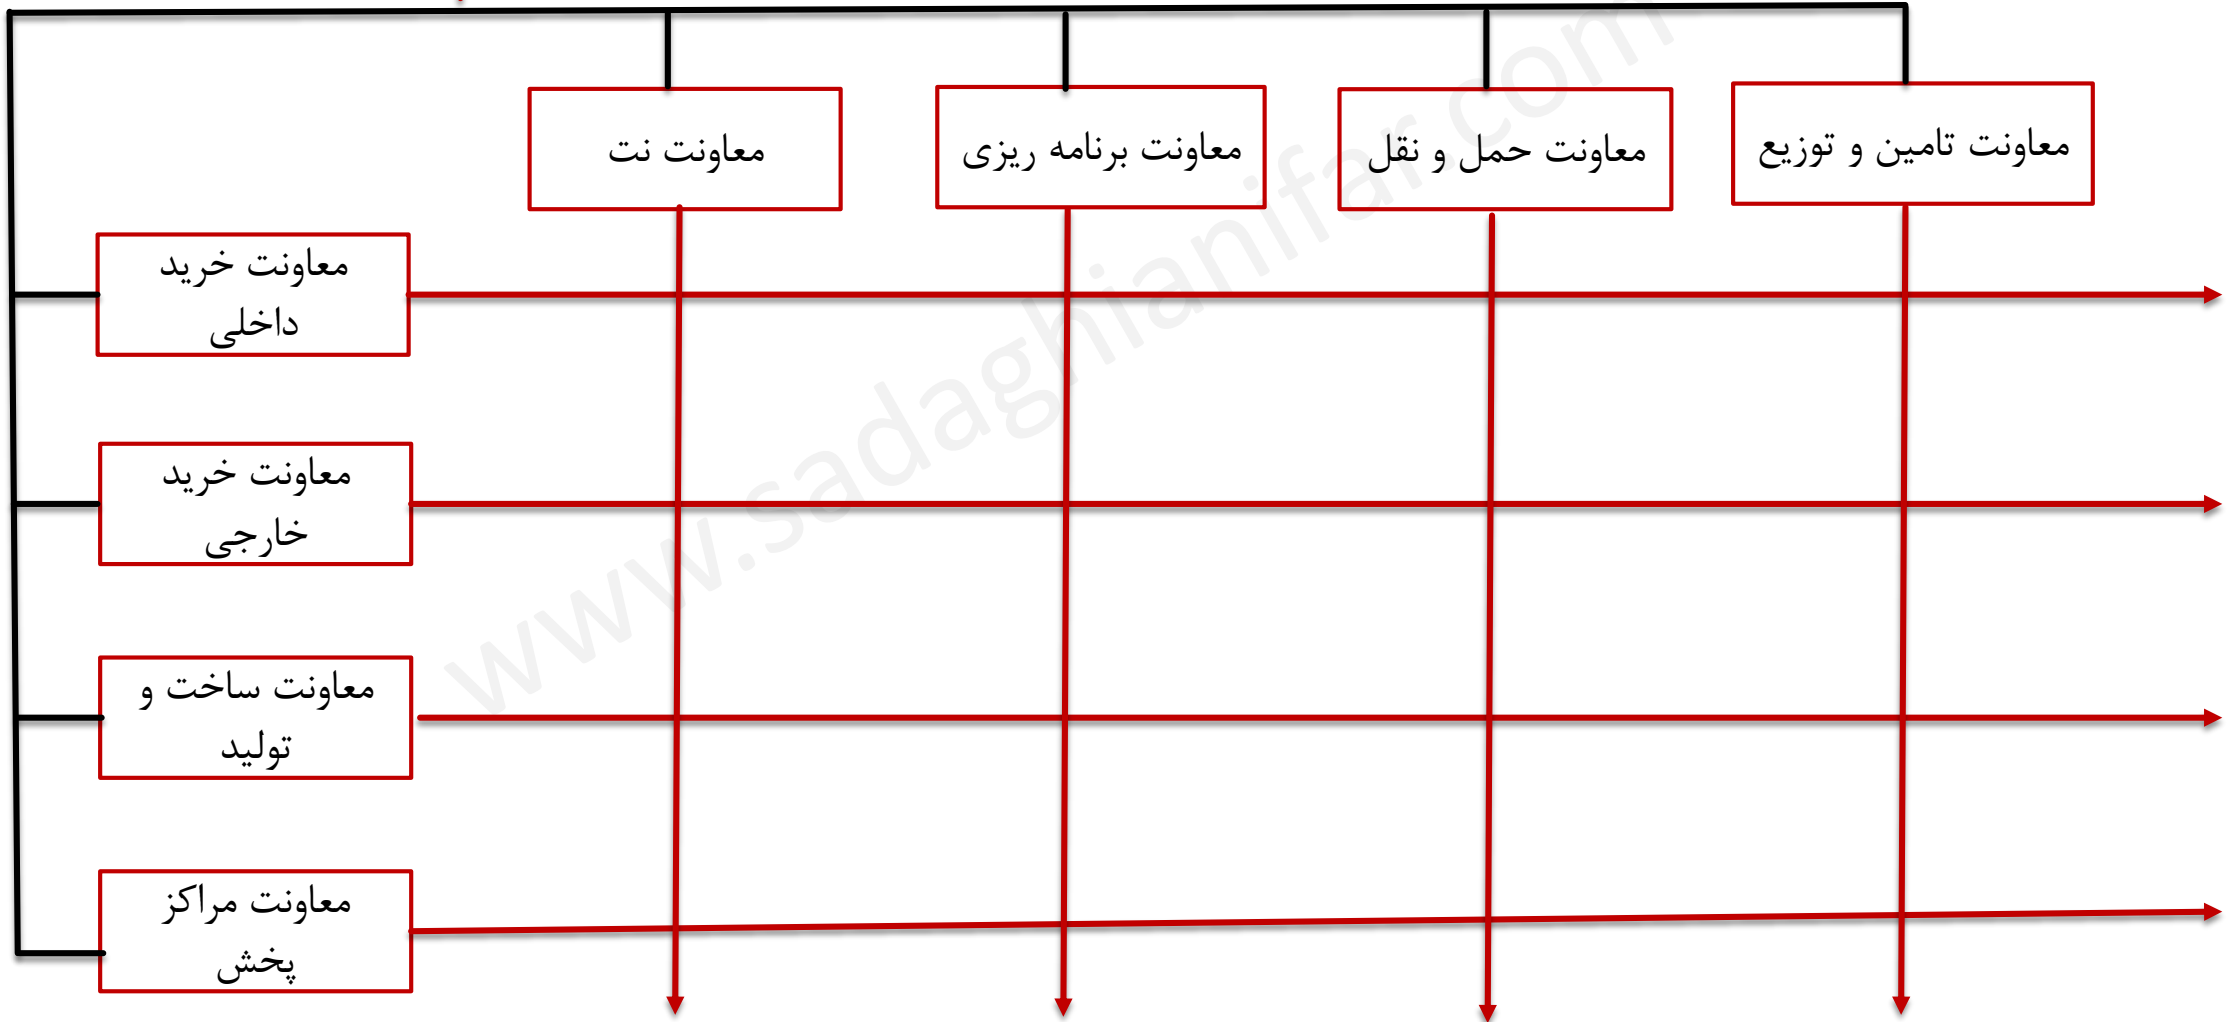 معاونت تامین و توزیع
معاونت حمل و نقل
معاونت برنامه ریزی
معاونت نت
معاونت خرید
داخلی
معاونت خرید
خارجی
معاونت ساخت و
تولید
معاونت مراکز
پخش
www.sadaghianifar.com